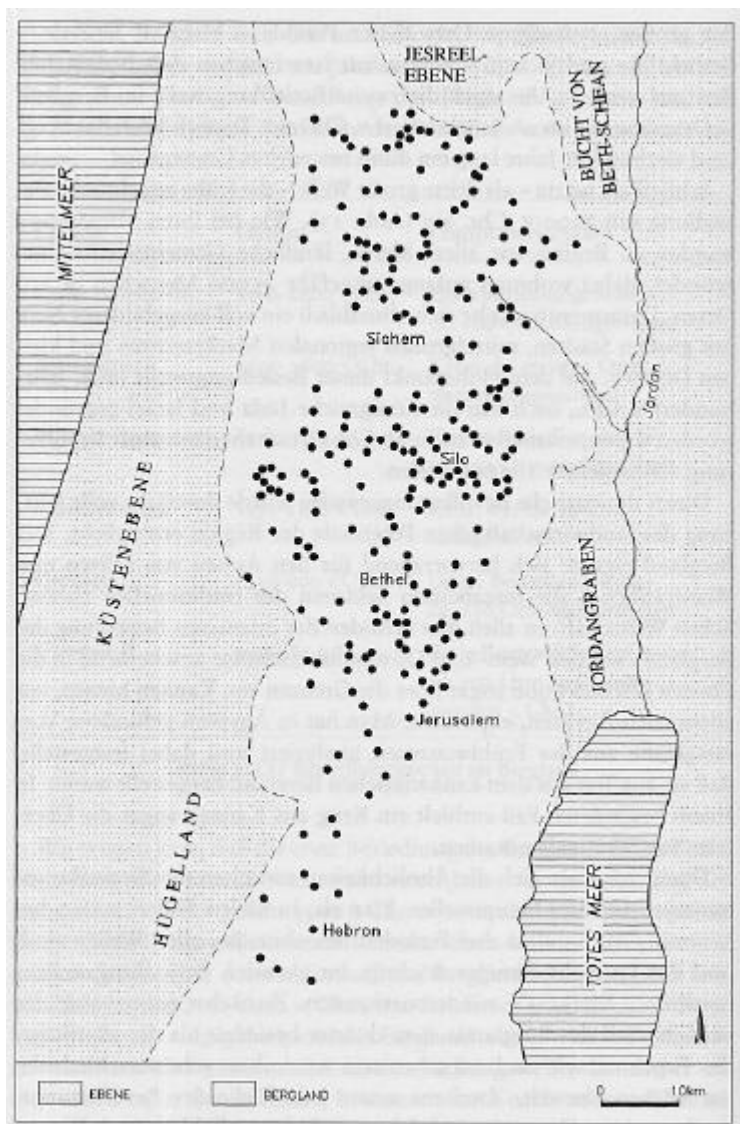 JESREEL-
EBENE
BUCHT VON
BETH-SCHEAN
MITTELMEER
Sichem
Jordan
Silo
KÜSTENEBENE
Bethel
JORDANGRABEN
Jerusalem
HÜGELLAND
Hebron
TOTES MEER
EBENE
BERGLAND
0 10km